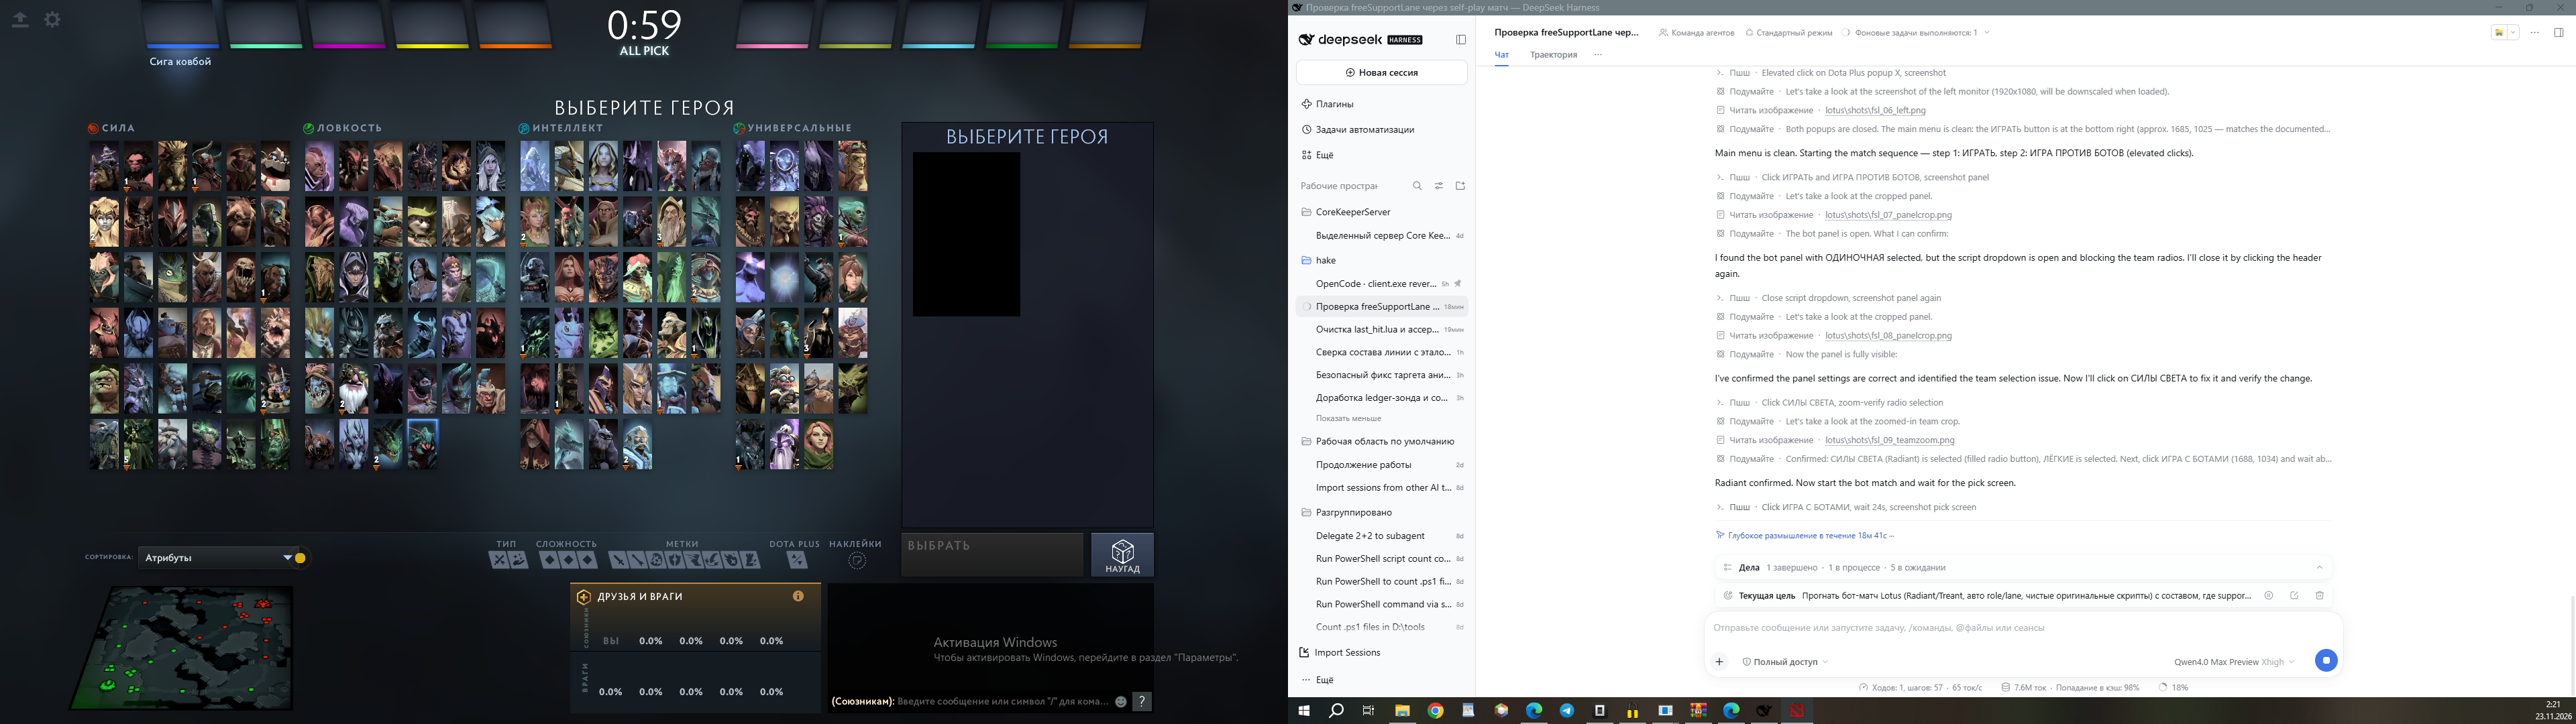 0:59
ALL PICK
Сига ковбой
ВЫБЕРИТЕ ГЕРОЯ
СИЛА
ЛОВКОСТЬ
ИНТЕЛЛЕКТ
УНИВЕРСАЛЬНЫЕ
ВЫБЕРИТЕ ГЕРОЯ
СОРТИРОВКА:
Атрибуты
ТИП
СЛОЖНОСТЬ
МЕТКИ
DOTA PLUS
НАКЛЕЙКИ
ВЫБРАТЬ
НАУГАД
ДРУЗЬЯ И ВРАГИ
СОЮЗНИКИ
ВЫ 0.0% 0.0% 0.0% 0.0%
ВРАГИ
0.0% 0.0% 0.0% 0.0% 0.0%
Активация Windows
Чтобы активировать Windows, перейдите в раздел "Параметры".
(Союзникам): Введите сообщение или символ "/" для кома...
?
Проверка freeSupportLane через self-play матч — DeepSeek Harness
deepseek HARNESS
Новая сессия
Плагины
Задачи автоматизации
Ещё
Рабочие простран
CoreKeeperServer
Выделенный сервер Core Kee... 4d
hake
OpenCode · client.exe rever... 5h
Проверка freeSupportLane ... 18мин
Очистка last_hit.lua и ассер... 19мин
Сверка состава линии с этало... 1h
Безопасный фикс таргета ани... 3h
Доработка ledger-зонда и со... 3h
Показать меньше
Рабочая область по умолчанию
Продолжение работы 2d
Import sessions from other AI t... 8d
Разгруппировано
Delegate 2+2 to subagent 8d
Run PowerShell script count co... 8d
Run PowerShell to count .ps1 fi... 8d
Run PowerShell command via s... 8d
Count .ps1 files in D:\tools 8d
Import Sessions
Ещё
Проверка freeSupportLane чер...
Команда агентов
Стандартный режим
Фоновые задачи выполняются: 1
Чат
Траектория
Пшш · Elevated click on Dota Plus popup X, screenshot
Подумайте · Let's take a look at the screenshot of the left monitor (1920x1080, will be downscaled when loaded).
Читать изображение · lotus\shots\fsl_06_left.png
Подумайте · Both popups are closed. The main menu is clean: the ИГРАТЬ button is at the bottom right (approx. 1685, 1025 — matches the documented...
Main menu is clean. Starting the match sequence — step 1: ИГРАТЬ, step 2: ИГРА ПРОТИВ БОТОВ (elevated clicks).
Пшш · Click ИГРАТЬ and ИГРА ПРОТИВ БОТОВ, screenshot panel
Подумайте · Let's take a look at the cropped panel.
Читать изображение · lotus\shots\fsl_07_panelcrop.png
Подумайте · The bot panel is open. What I can confirm:
I found the bot panel with ОДИНОЧНАЯ selected, but the script dropdown is open and blocking the team radios. I'll close it by clicking the header
again.
Пшш · Close script dropdown, screenshot panel again
Подумайте · Let's take a look at the cropped panel.
Читать изображение · lotus\shots\fsl_08_panelcrop.png
Подумайте · Now the panel is fully visible:
I've confirmed the panel settings are correct and identified the team selection issue. Now I'll click on СИЛЫ СВЕТА to fix it and verify the change.
Пшш · Click СИЛЫ СВЕТА, zoom-verify radio selection
Подумайте · Let's take a look at the zoomed-in team crop.
Читать изображение · lotus\shots\fsl_09_teamzoom.png
Подумайте · Confirmed: СИЛЫ СВЕТА (Radiant) is selected (filled radio button), ЛЁГКИЕ is selected. Next, click ИГРА С БОТАМИ (1688, 1034) and wait ab...
Radiant confirmed. Now start the bot match and wait for the pick screen.
Пшш · Click ИГРА С БОТАМИ, wait 24s, screenshot pick screen
Глубокое размышление в течение 18м 41с
Дела 1 завершено · 1 в процессе · 5 в ожидании
Текущая цель Прогнать бот-матч Lotus (Radiant/Treant, авто role/lane, чистые оригинальные скрипты) с составом, где suppor...
Отправьте сообщение или запустите задачу, /команды, @файлы или сеансы
Полный доступ
Qwen4.0 Max Preview Xhigh
Ходов: 1, шагов: 57 · 65 ток/с
7.6M ток · Попадание в кэш: 98%
18%
2:21
23.11.2026